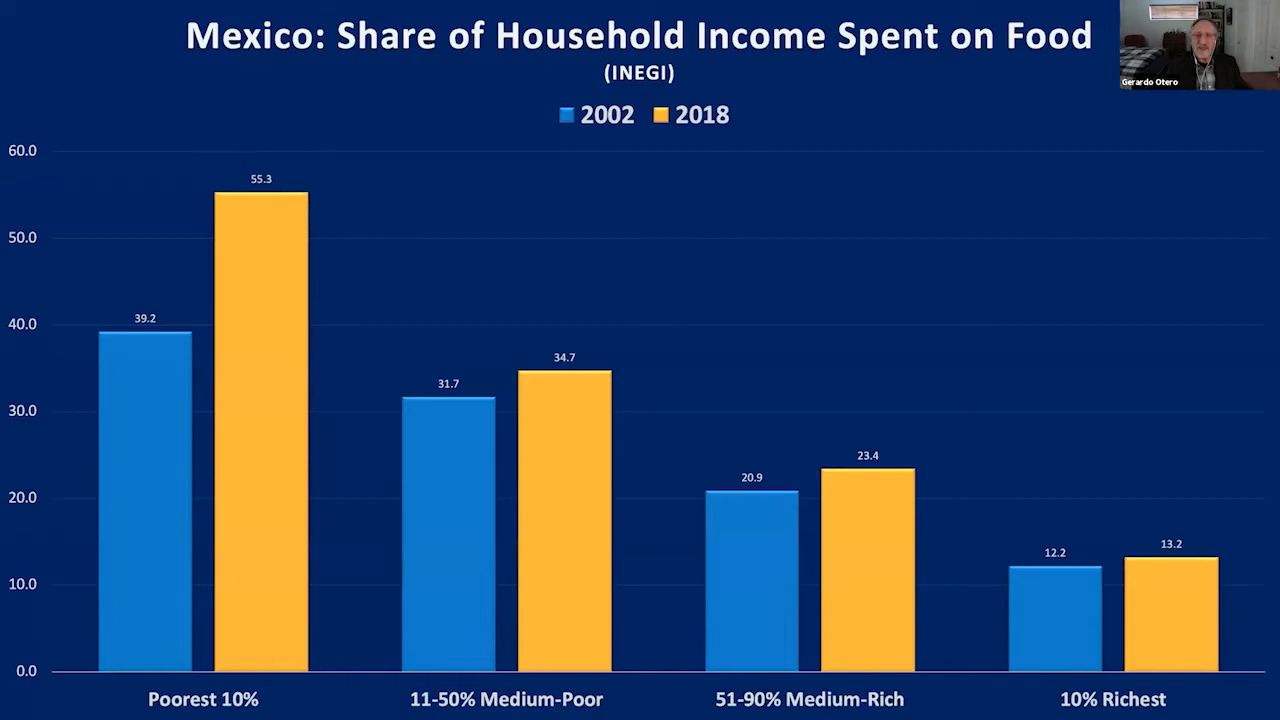 Mexico: Share of Household Income Spent on Food
(INEGI)
Gerardo Otero
2002 2018
60.0
50.0
40.0
30.0
20.0
10.0
0.0
39.2
55.3
31.7
34.7
20.9
23.4
12.2
13.2
Poorest 10%
11-50% Medium-Poor
51-90% Medium-Rich
10% Richest